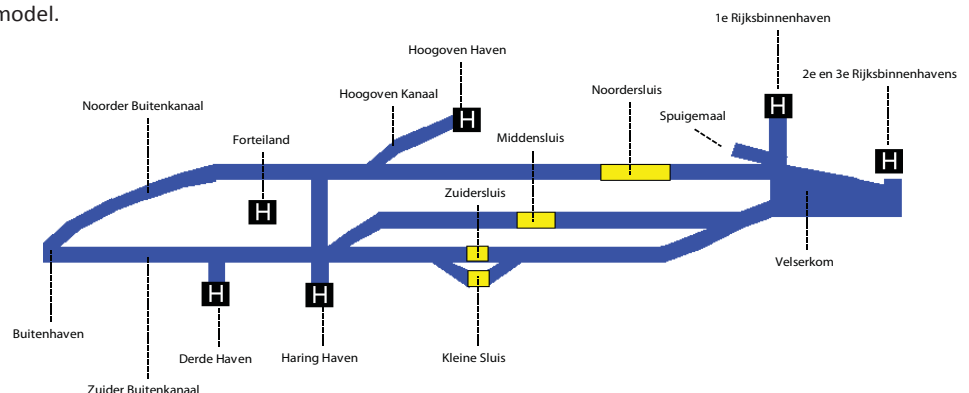 model.
1e Rijksbinnenhaven
Hoogoven Haven
2e en 3e Rijksbinnenhavens
Hoogoven Kanaal
Noordersluis
Noorder Buitenkanaal
Spuigemaal
Forteiland
Middensluis
Zuidersluis
H
H
H
H
H
H
Velserkom
Buitenhaven
Derde Haven
Haring Haven
Kleine Sluis
Zuider Buitenkanaal